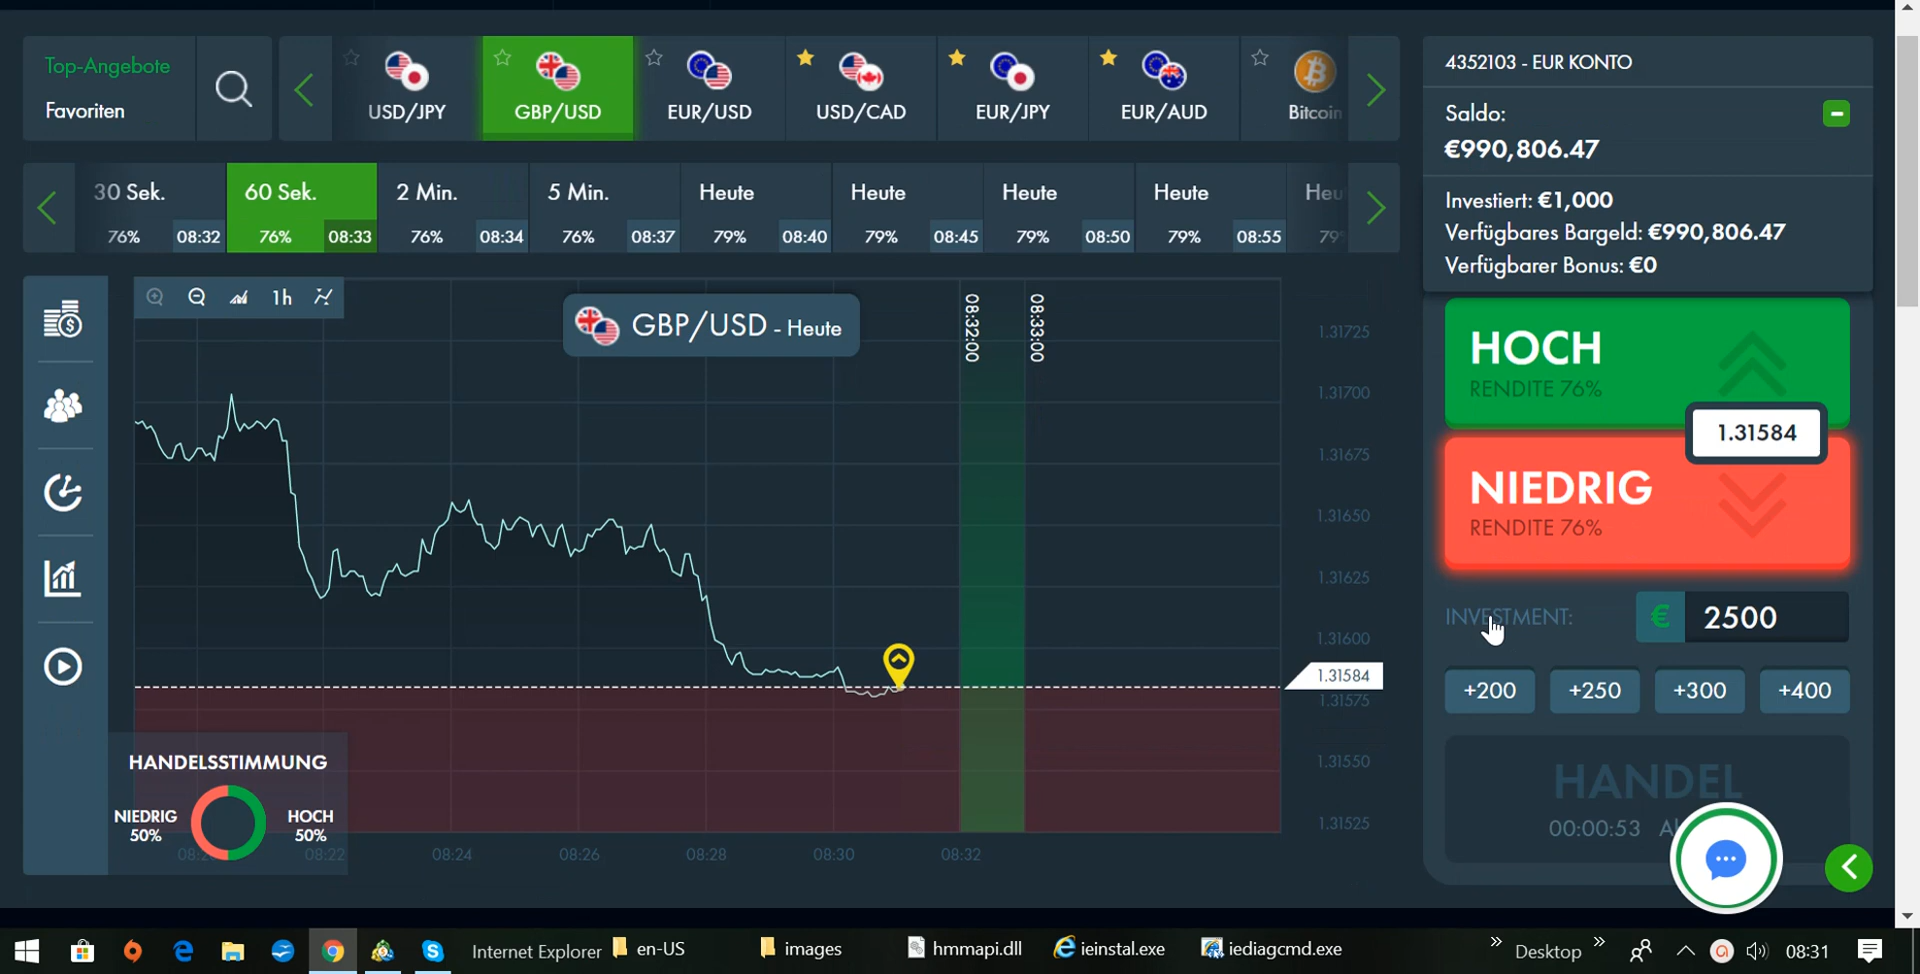 Top-Angebote
Favoriten
USD/JPY
GBP/USD
EUR/USD
USD/CAD
EUR/JPY
EUR/AUD
Bitcoin
4352103 - EUR KONTO
Saldo:
€990,806.47
Investiert: €1,000
Verfügbares Bargeld: €990,806.47
Verfügbarer Bonus: €0
30 Sek.
76% 08:32
60 Sek.
76% 08:33
2 Min.
76% 08:34
5 Min.
76% 08:37
Heute
79% 08:40
Heute
79% 08:45
Heute
79% 08:50
Heute
79% 08:55
Heu
79
1h
GBP/USD - Heute
08:32:00
08:33:00
1.31725
1.31700
1.31675
1.31650
1.31625
1.31600
1.31584
1.31575
1.31550
1.31525
HOCH
RENDITE 76%
1.31584
NIEDRIG
RENDITE 76%
INVESTMENT:
€ 2500
+200
+250
+300
+400
HANDEL
00:00:53
HANDELSSTIMMUNG
NIEDRIG
50%
HOCH
50%
08:22
08:24
08:26
08:28
08:30
08:32
Internet Explorer
en-US
images
hmmapi.dll
ieinstal.exe
iediagcmd.exe
»
Desktop
»
08:31